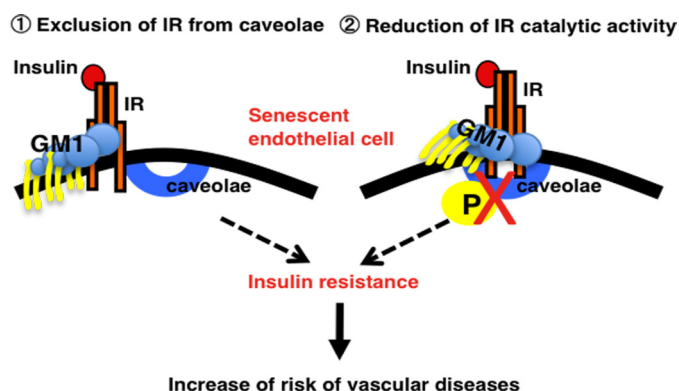 ① Exclusion of IR from caveolae ② Reduction of IR catalytic activity
Insulin
IR
GM1
caveolae
Senescent
endothelial cell
Insulin
IR
GM1
caveolae
P
Insulin resistance
Increase of risk of vascular diseases